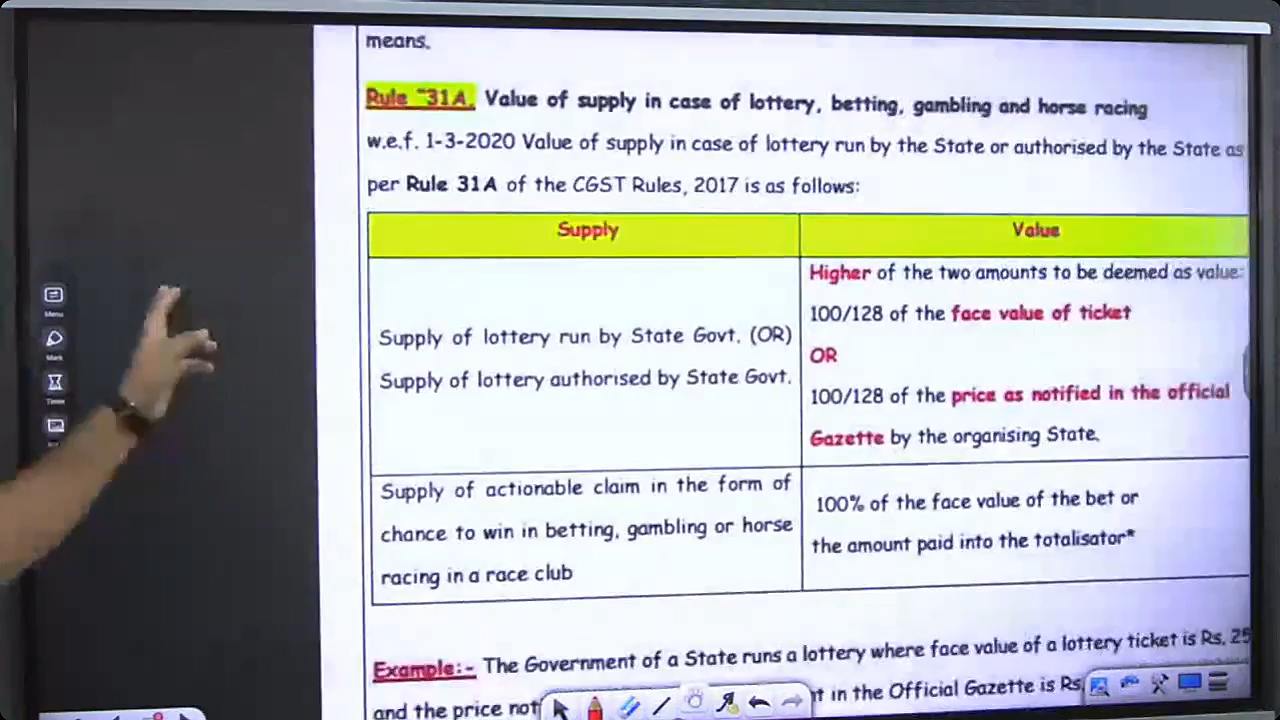 means.
Rule "31A. Value of supply in case of lottery, betting, gambling and horse racing
w.e.f. 1-3-2020 Value of supply in case of lottery run by the State or authorised by the State as
per Rule 31A of the CGST Rules, 2017 is as follows:
Supply
Value
Supply of lottery run by State Govt. (OR)
Supply of lottery authorised by State Govt.
Higher of the two amounts to be deemed as value:
100/128 of the face value of ticket
OR
100/128 of the price as notified in the official
Gazette by the organising State.
Supply of actionable claim in the form of
chance to win in betting, gambling or horse
racing in a race club
100% of the face value of the bet or
the amount paid into the totalisator*
Example:- The Government of a State runs a lottery where face value of a lottery ticket is Rs. 25
and the price not in the Official Gazette is Rs.
Menu
Mark
Timer